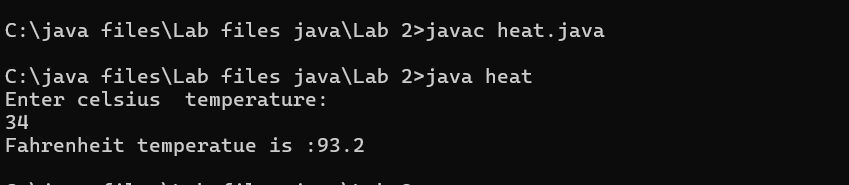 C:\java files\Lab files java\Lab 2>javac heat.java
C:\java files\Lab files java\Lab 2>java heat
Enter celsius  temperature:
34
Fahrenheit temperatue is :93.2